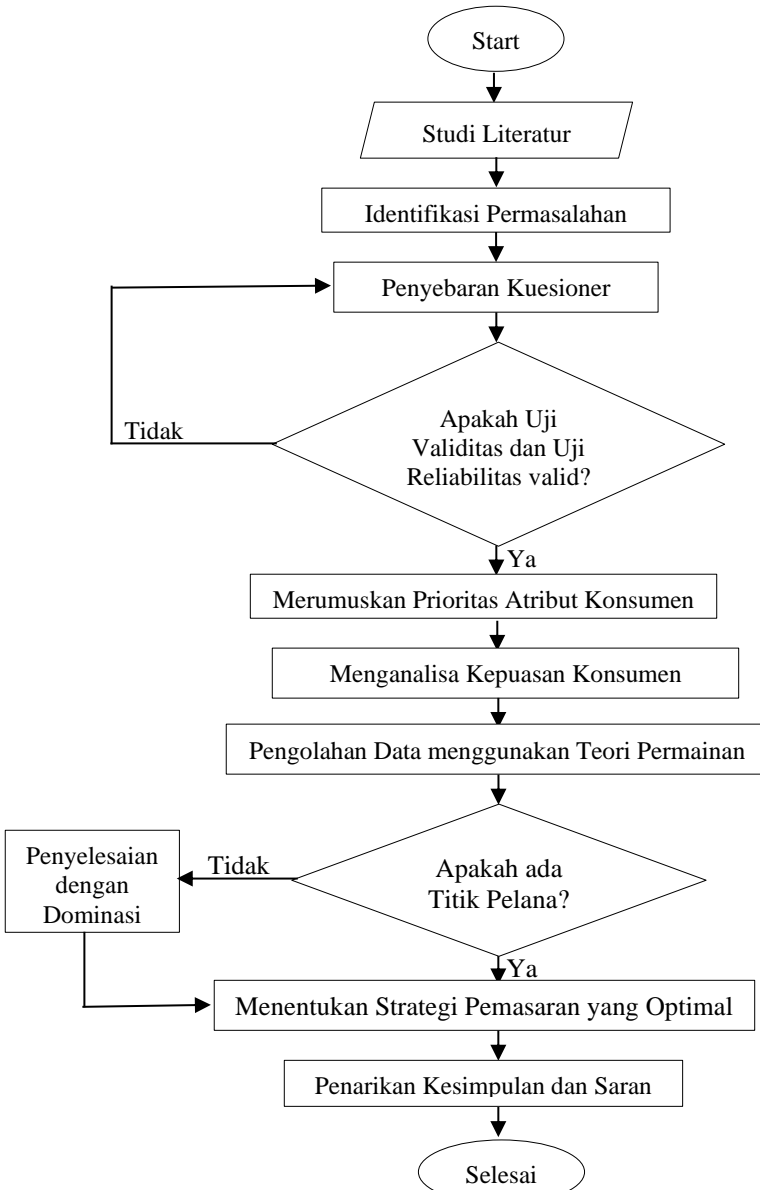 Start
Studi Literatur
Identifikasi Permasalahan
Penyebaran Kuesioner
Apakah Uji
Validitas dan Uji
Reliabilitas valid?
Tidak
Ya
Merumuskan Prioritas Atribut Konsumen
Menganalisa Kepuasan Konsumen
Pengolahan Data menggunakan Teori Permainan
Apakah ada
Titik Pelana?
Tidak
Penyelesaian
dengan
Dominasi
Ya
Menentukan Strategi Pemasaran yang Optimal
Penarikan Kesimpulan dan Saran
Selesai